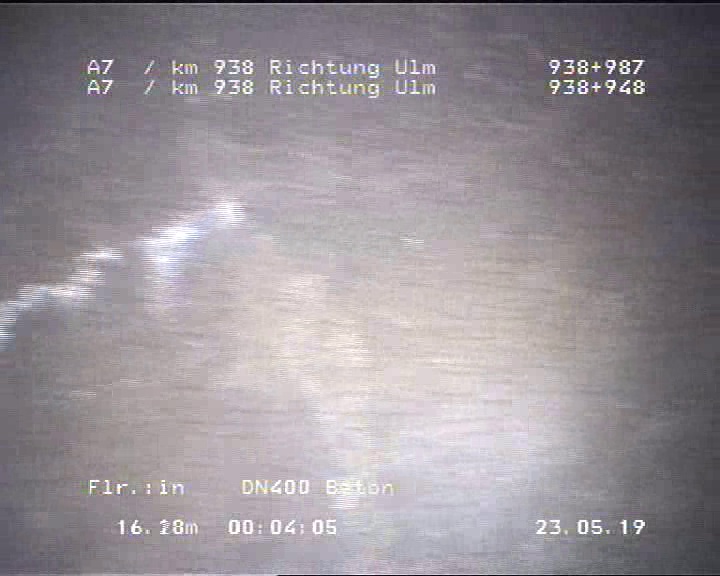 A7 / km 938 Richtung Ulm 938+987
A7 / km 938 Richtung Ulm 938+948
Flr.:in DN400 Beton
16.28m 00:04:05 23.05.19